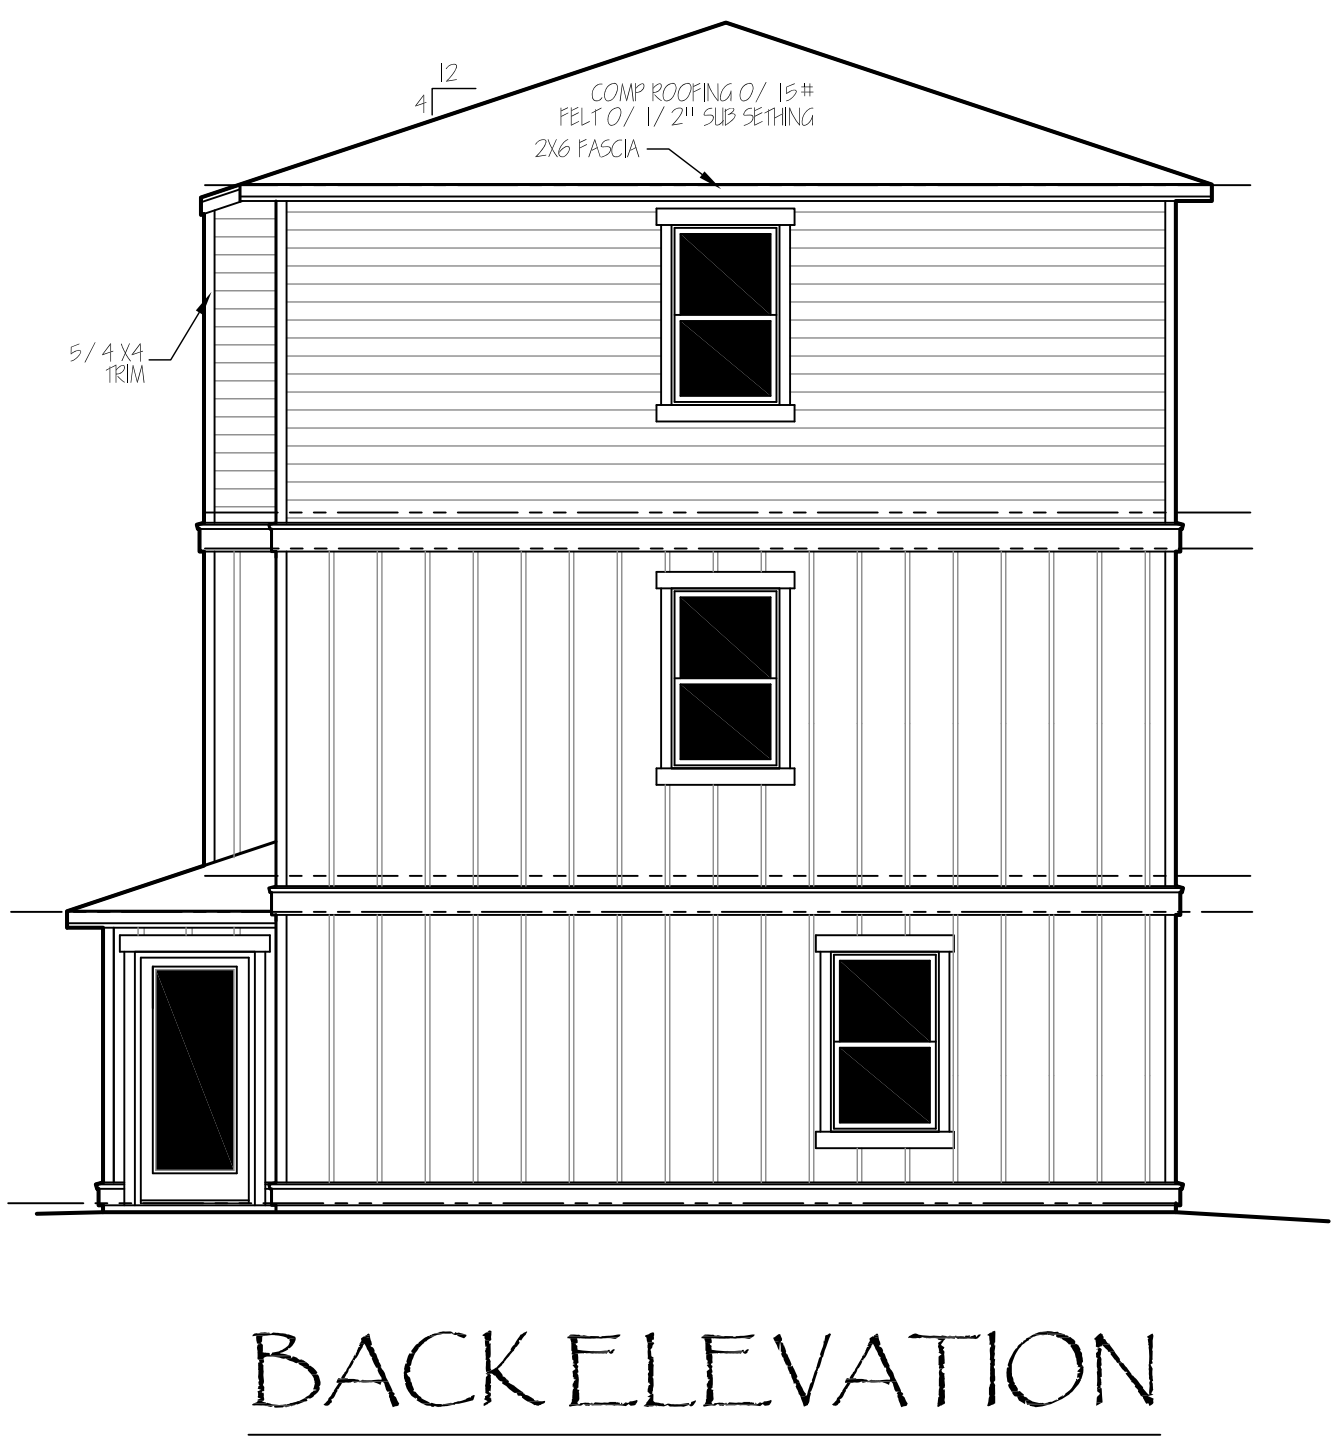 12
4
COMP ROOFING O/ 15#
FELT O/ 1/2" SUB SETHING
2X6 FASCIA
5/4 X4
TRIM
BACK ELEVATION